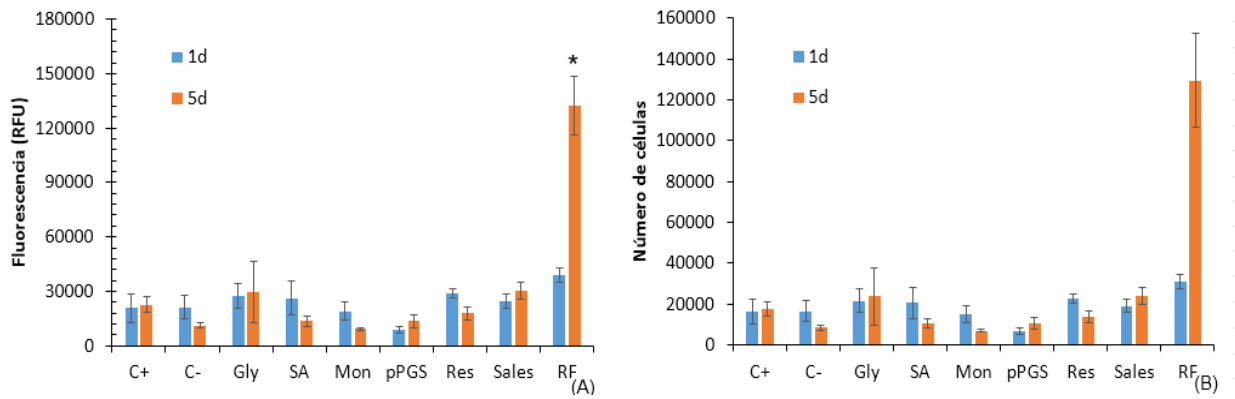 180000
150000
120000
90000
60000
30000
0
Fluorescencia (RFU)
1d
5d
*
C+ C- Gly SA Mon pPGS Res Sales RF
(A)
160000
140000
120000
100000
80000
60000
40000
20000
0
Número de células
1d
5d
C+ C- Gly SA Mon pPGS Res Sales RF
(B)